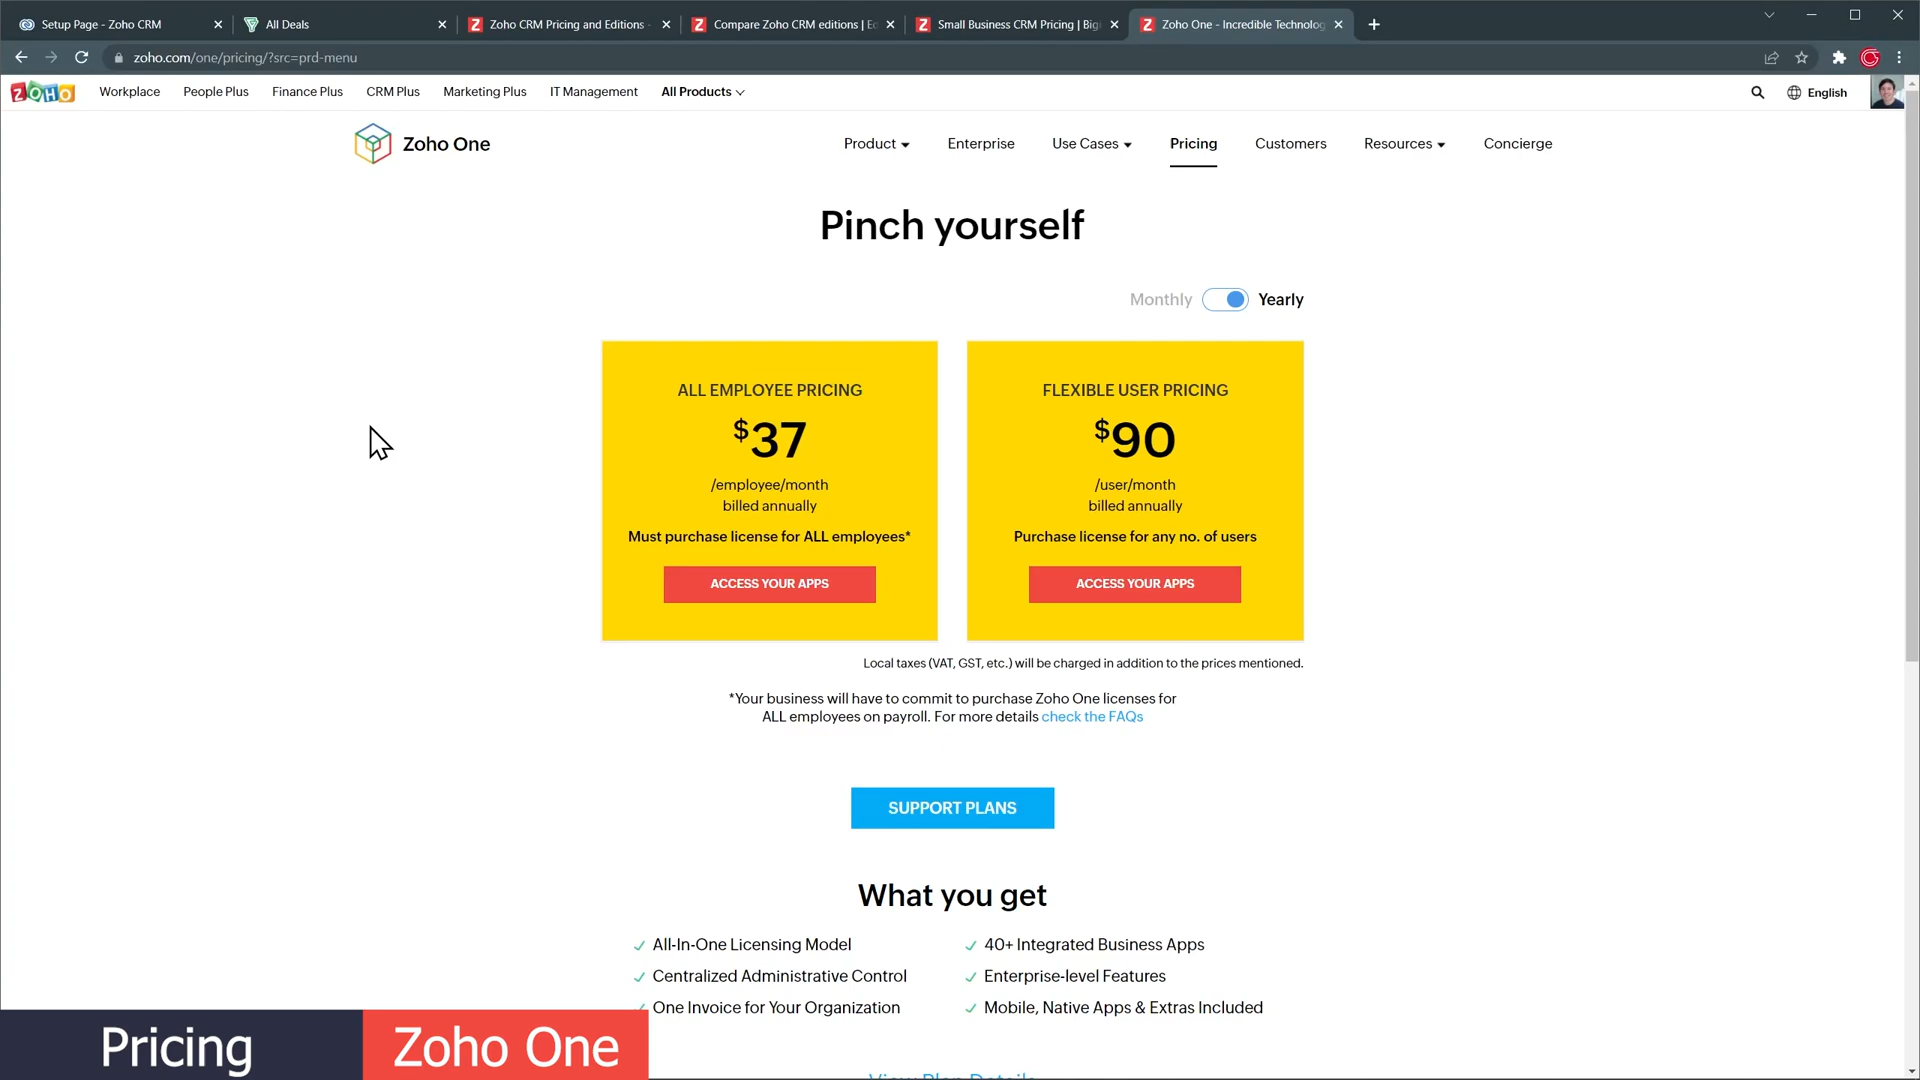 Setup Page - Zoho CRM
All Deals
Zoho CRM Pricing and Editions -
Compare Zoho CRM editions | Ed
Small Business CRM Pricing | Bigi
Zoho One - Incredible Technolog
zoho.com/one/pricing/?src=prd-menu
ZOHO
Workplace
People Plus
Finance Plus
CRM Plus
Marketing Plus
IT Management
All Products
English
Zoho One
Product
Enterprise
Use Cases
Pricing
Customers
Resources
Concierge
Pinch yourself
Monthly
Yearly
ALL EMPLOYEE PRICING
$37
/employee/month
billed annually
Must purchase license for ALL employees*
ACCESS YOUR APPS
FLEXIBLE USER PRICING
$90
/user/month
billed annually
Purchase license for any no. of users
ACCESS YOUR APPS
Local taxes (VAT, GST, etc.) will be charged in addition to the prices mentioned.
*Your business will have to commit to purchase Zoho One licenses for
ALL employees on payroll. For more details check the FAQs
SUPPORT PLANS
What you get
All-In-One Licensing Model
40+ Integrated Business Apps
Centralized Administrative Control
Enterprise-level Features
One Invoice for Your Organization
Mobile, Native Apps & Extras Included
Pricing
Zoho One
View Plan Details